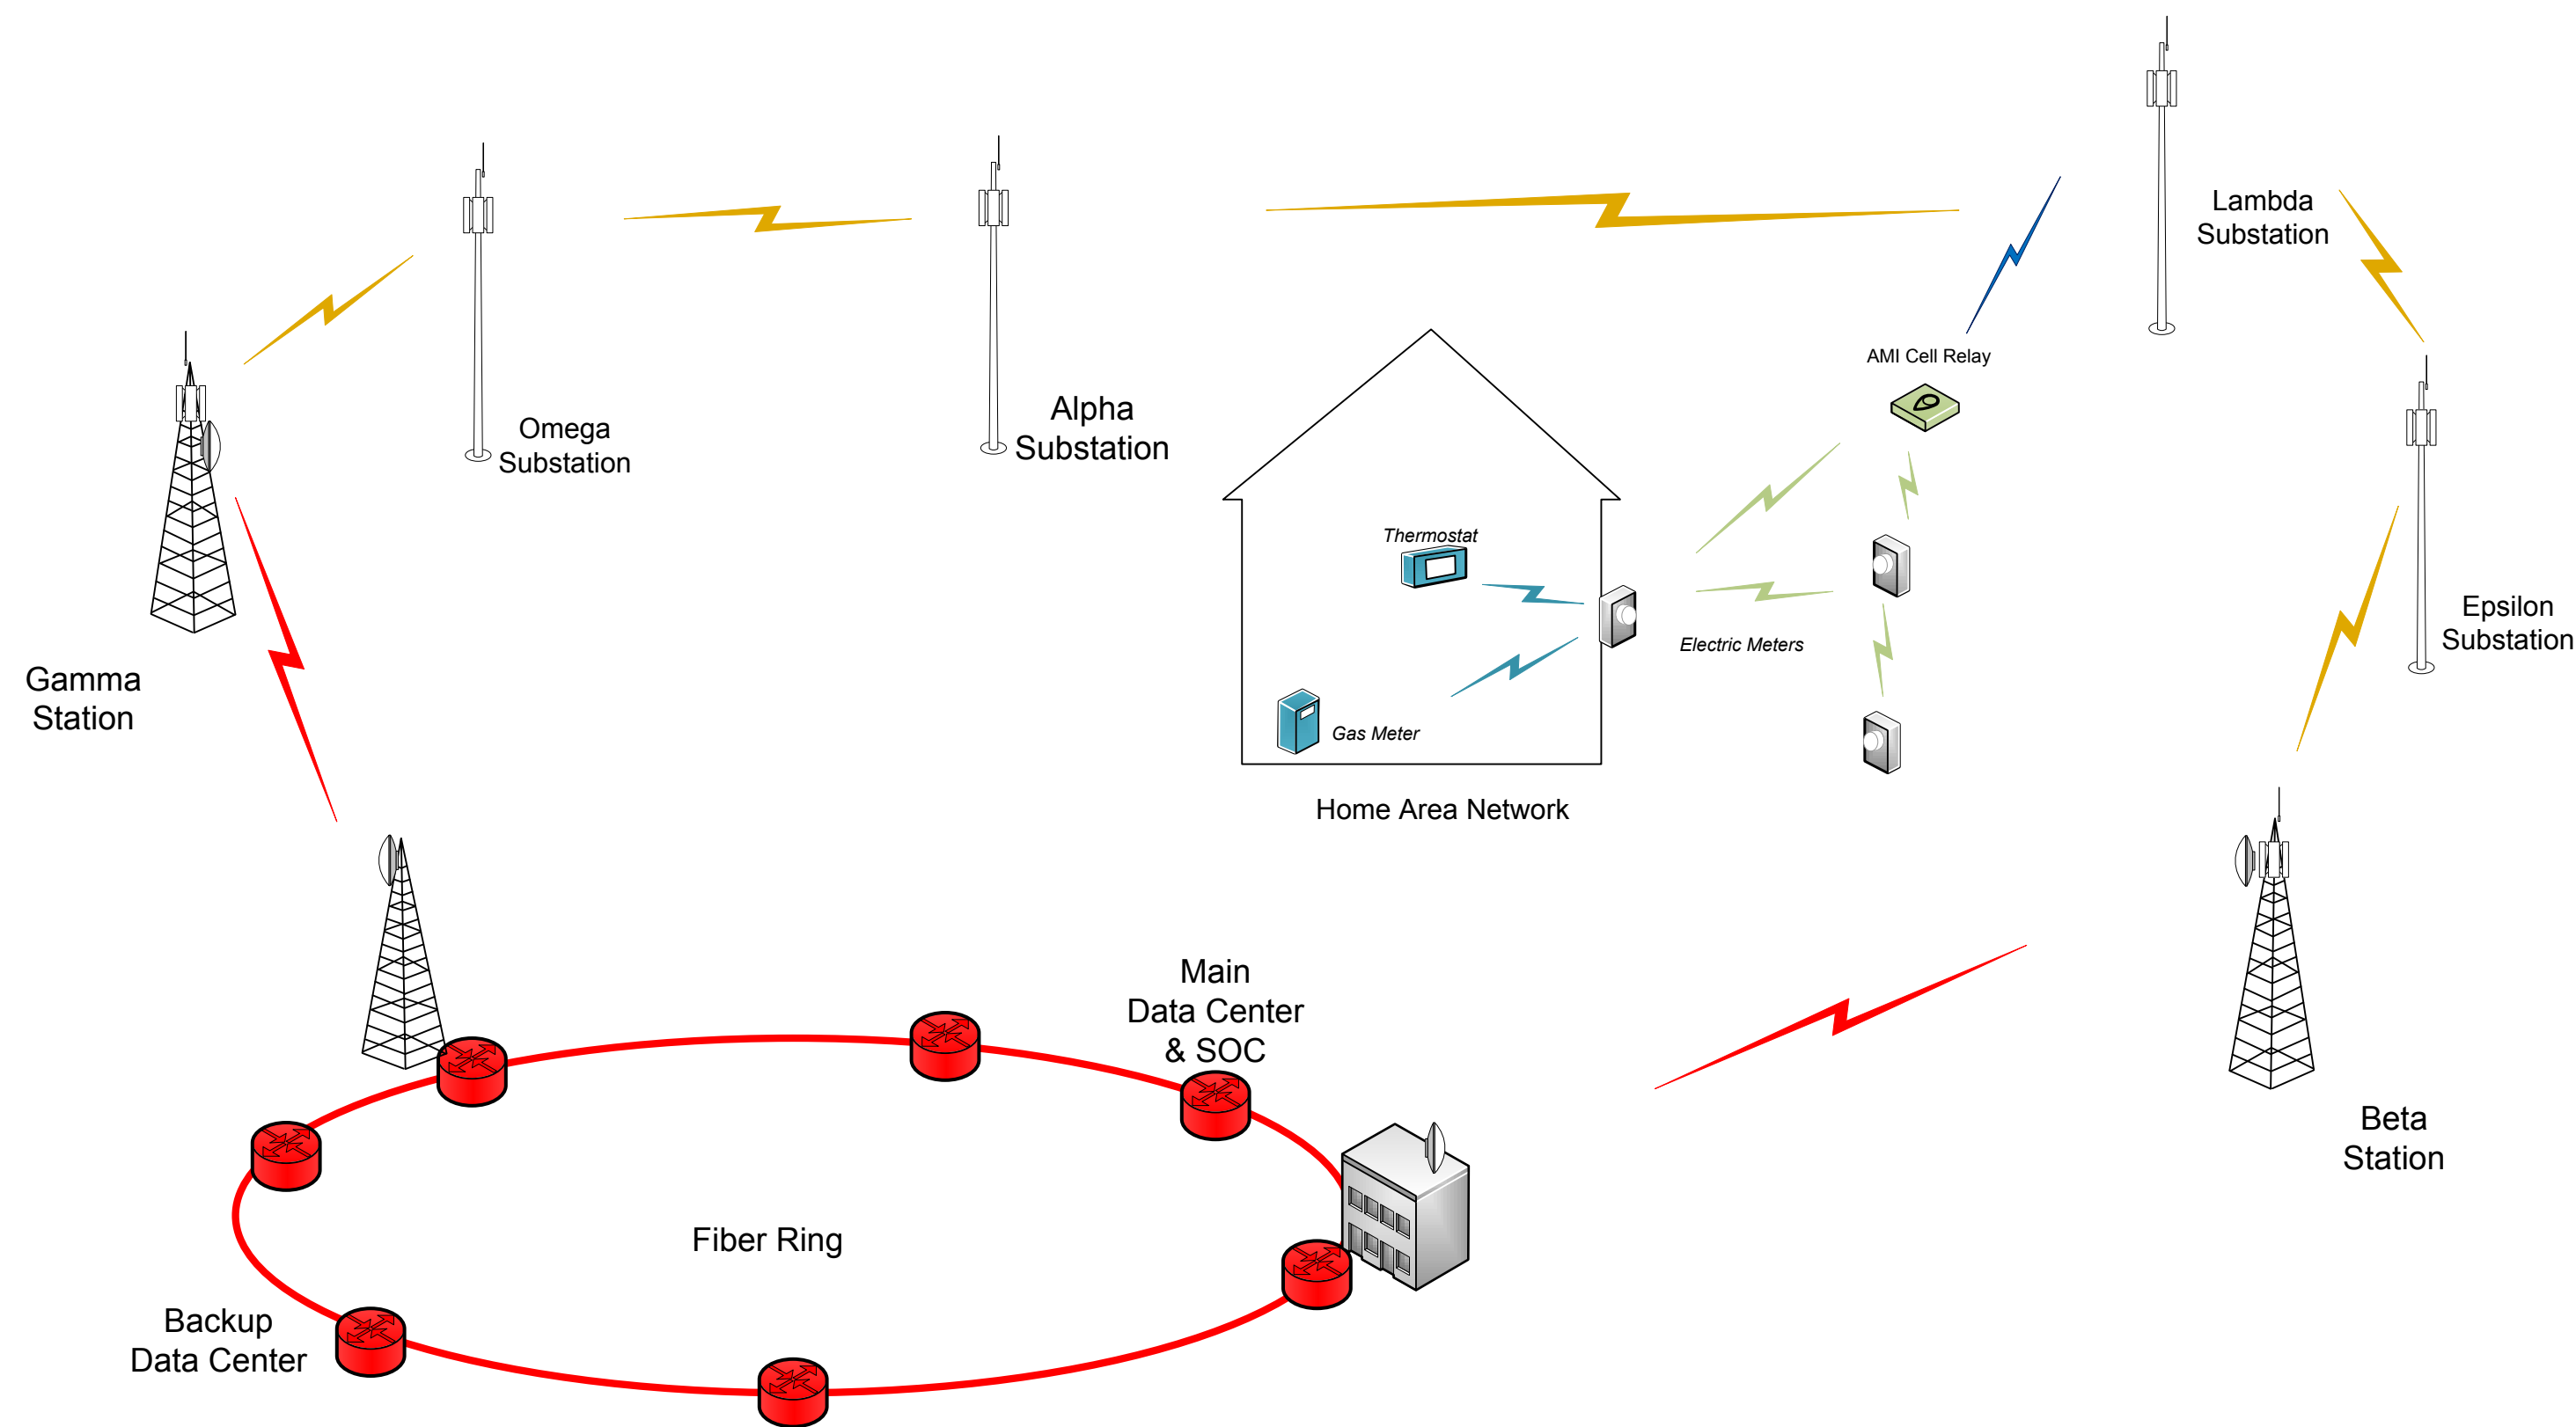 Lambda
Substation
AMI Cell Relay
Alpha
Substation
Omega
Substation
Thermostat
Epsilon
Substation
Electric Meters
Gamma
Station
Gas Meter
Home Area Network
Main
Data Center
& SOC
Beta
Station
Fiber Ring
Backup
Data Center